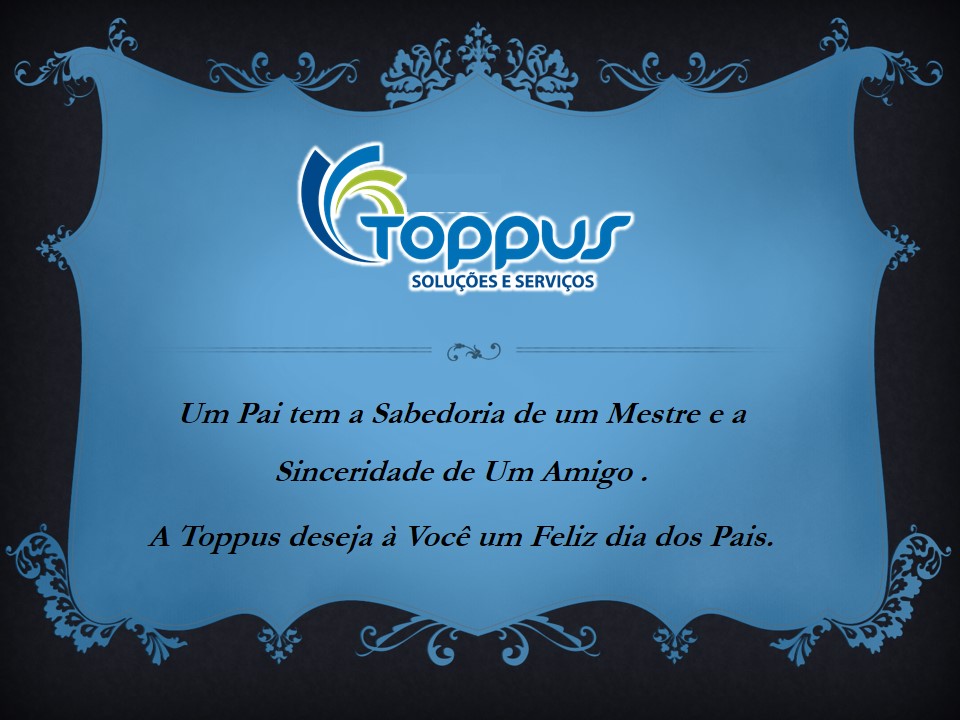 Toppus
SOLUÇÕES E SERVIÇOS
Um Pai tem a Sabedoria de um Mestre e a
Sinceridade de Um Amigo .
A Toppus deseja à Você um Feliz dia dos Pais.